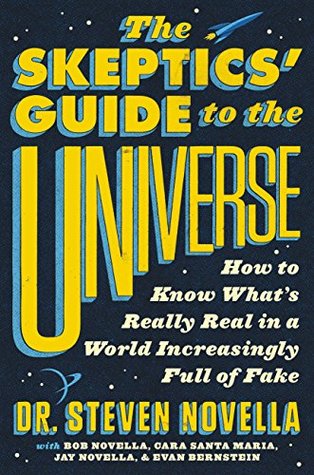 The
SKEPTICS'
GUIDE to the
UNIVERSE
How to
Know What's
Really Real in a
World Increasingly
Full of Fake
DR. STEVEN NOVELLA
with BOB NOVELLA, CARA SANTA MARIA,
JAY NOVELLA, & EVAN BERNSTEIN